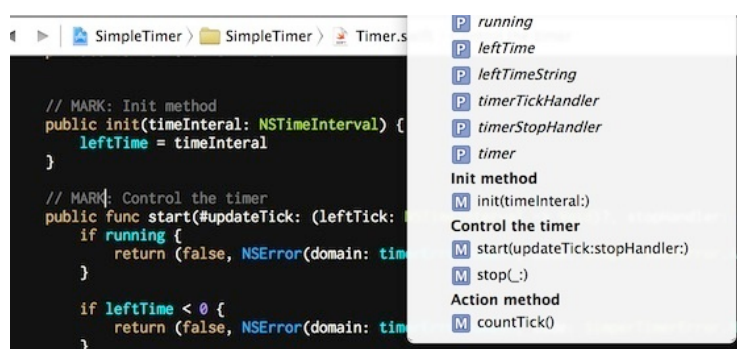 SimpleTimer 〉 SimpleTimer 〉 Timer.s
// MARK: Init method
public init(timeInteral: NSTimeInterval) {
leftTime = timeInteral
}
// MARK: Control the timer
public func start(#updateTick: (leftTick:
if running {
return (false, NSError(domain: tim
}
if leftTime < 0 {
return (false, NSError(domain: tim
}
P running
P leftTime
P leftTimeString
P timerTickHandler
P timerStopHandler
P timer
Init method
M init(timeInteral:)
Control the timer
M start(updateTick:stopHandler:)
M stop(_:)
Action method
M countTick()